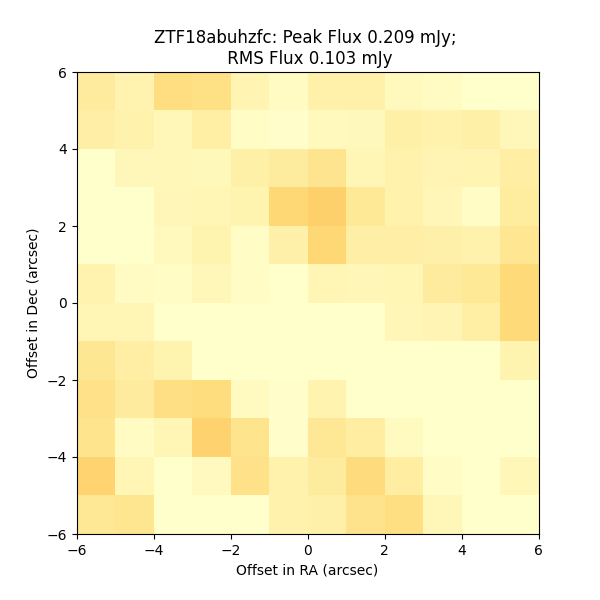 ZTF18abuhzfc: Peak Flux 0.209 mJy;
RMS Flux 0.103 mJy
6
4
2
0
−2
−4
−6
Offset in Dec (arcsec)
−6 −4 −2 0 2 4 6
Offset in RA (arcsec)